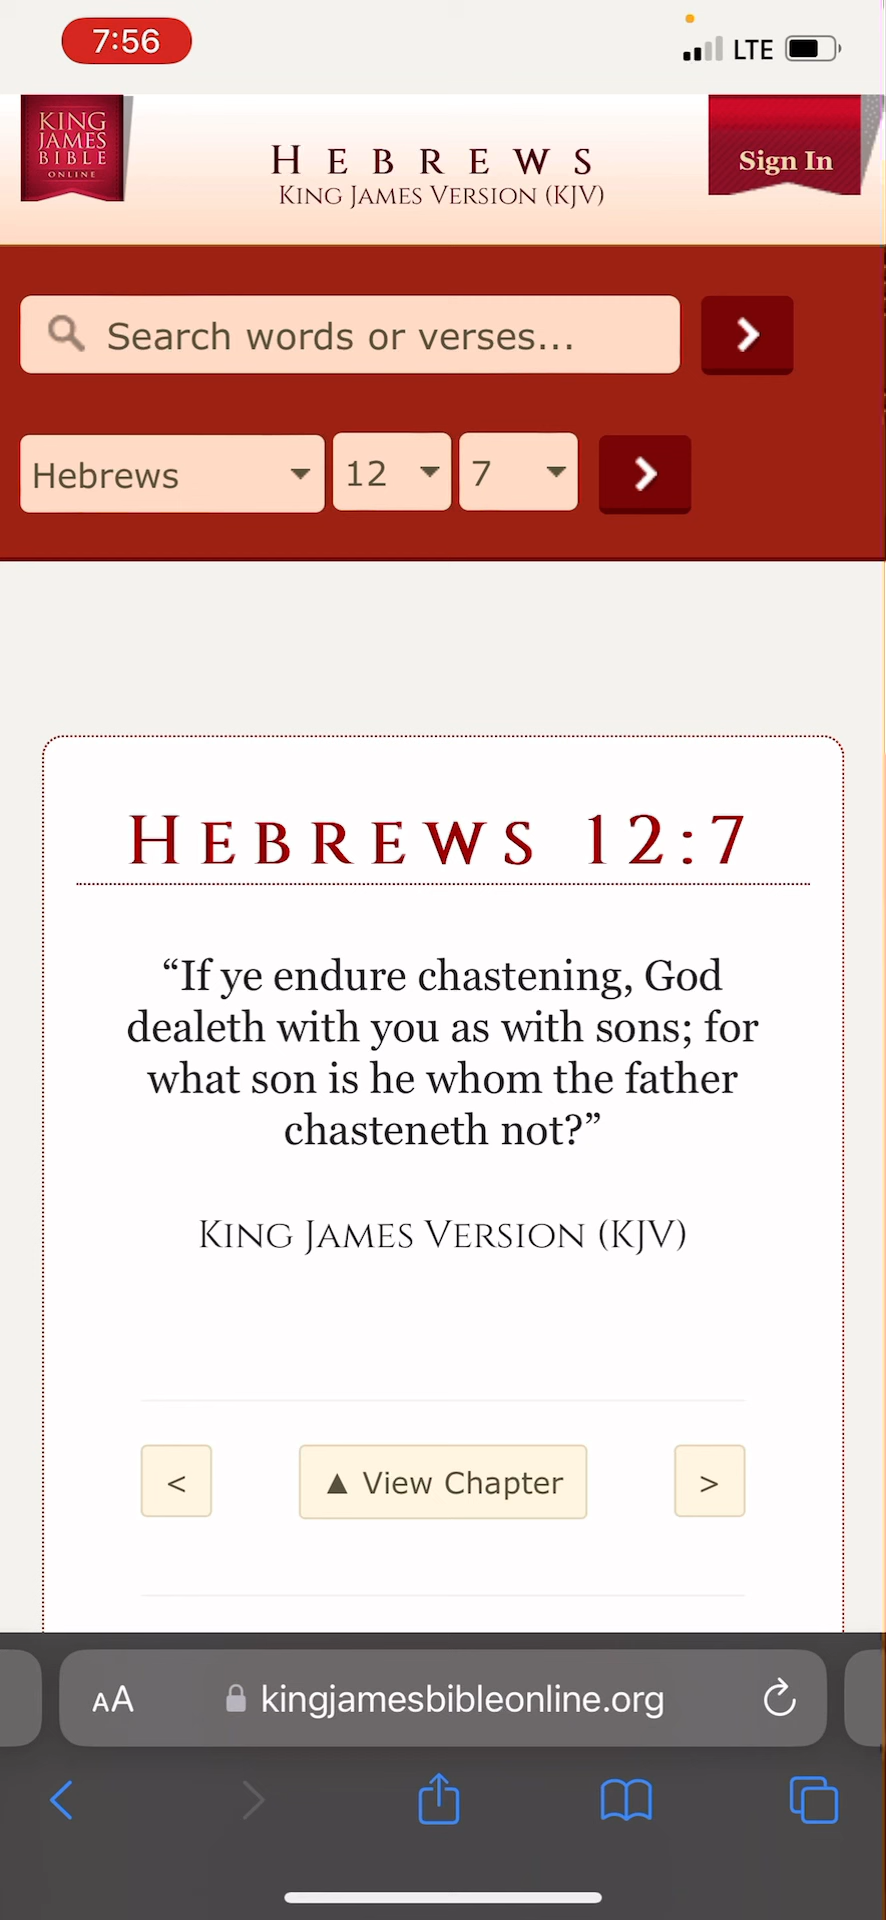 7:56
LTE
KING
JAMES
BIBLE
ONLINE
HEBREWS
KING JAMES VERSION (KJV)
Sign In
Search words or verses...
Hebrews 12 7
HEBREWS 12:7
“If ye endure chastening, God
dealeth with you as with sons; for
what son is he whom the father
chasteneth not?”
KING JAMES VERSION (KJV)
< ▲ View Chapter >
AA kingjamesbibleonline.org